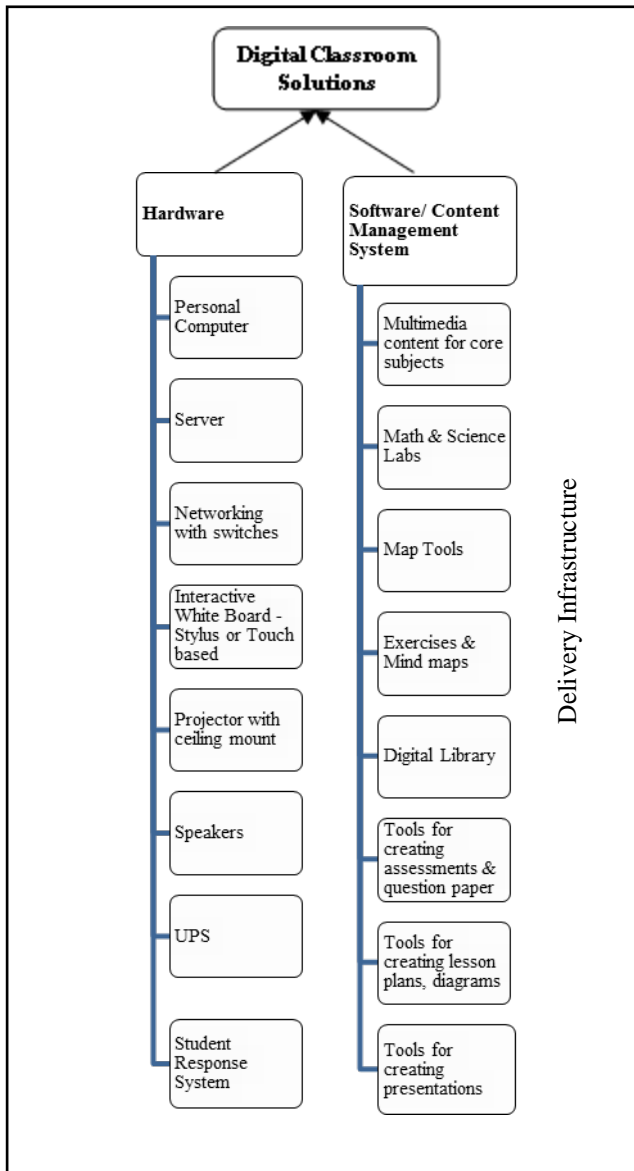 Digital Classroom
Solutions
Hardware
Personal
Computer
Server
Networking
with switches
Interactive
White Board -
Stylus or Touch
based
Projector with
ceiling mount
Speakers
UPS
Student
Response
System
Software/ Content
Management
System
Multimedia
content for core
subjects
Math & Science
Labs
Map Tools
Exercises &
Mind maps
Digital Library
Tools for
creating
assessments &
question paper
Tools for
creating lesson
plans, diagrams
Tools for
creating
presentations
Delivery Infrastructure